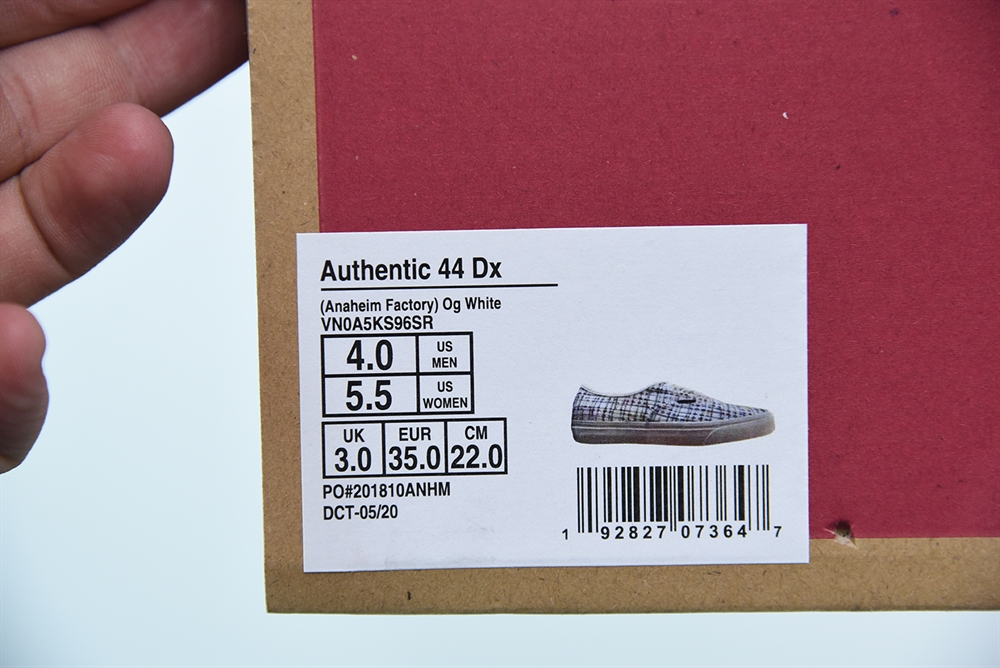 Authentic 44 Dx
(Anaheim Factory) Og White
VN0A5KS96SR
4.0 US MEN
5.5 US WOMEN
UK EUR CM
3.0 35.0 22.0
PO#201810ANHM
DCT-05/20
1 92827 07364 7